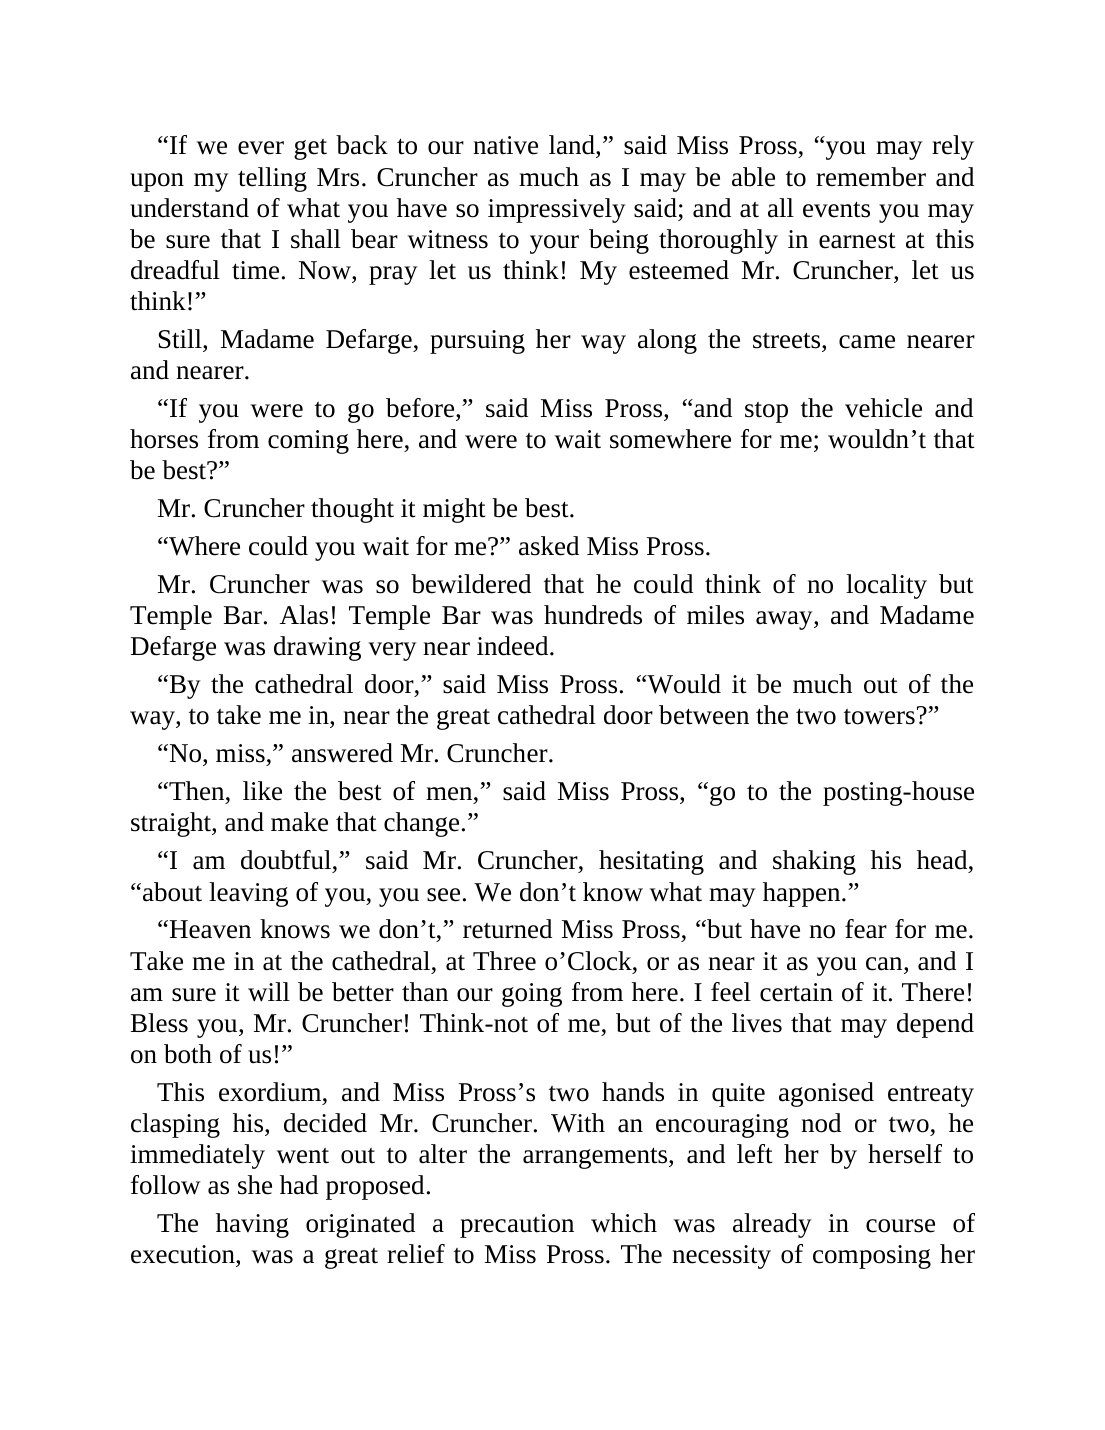 “If we ever get back to our native land,” said Miss Pross, “you may rely
upon my telling Mrs. Cruncher as much as I may be able to remember and
understand of what you have so impressively said; and at all events you may
be sure that I shall bear witness to your being thoroughly in earnest at this
dreadful time. Now, pray let us think! My esteemed Mr. Cruncher, let us
think!”
Still, Madame Defarge, pursuing her way along the streets, came nearer
and nearer.
“If you were to go before,” said Miss Pross, “and stop the vehicle and
horses from coming here, and were to wait somewhere for me; wouldn’t that
be best?”
Mr. Cruncher thought it might be best.
“Where could you wait for me?” asked Miss Pross.
Mr. Cruncher was so bewildered that he could think of no locality but
Temple Bar. Alas! Temple Bar was hundreds of miles away, and Madame
Defarge was drawing very near indeed.
“By the cathedral door,” said Miss Pross. “Would it be much out of the
way, to take me in, near the great cathedral door between the two towers?”
“No, miss,” answered Mr. Cruncher.
“Then, like the best of men,” said Miss Pross, “go to the posting-house
straight, and make that change.”
“I am doubtful,” said Mr. Cruncher, hesitating and shaking his head,
“about leaving of you, you see. We don’t know what may happen.”
“Heaven knows we don’t,” returned Miss Pross, “but have no fear for me.
Take me in at the cathedral, at Three o’Clock, or as near it as you can, and I
am sure it will be better than our going from here. I feel certain of it. There!
Bless you, Mr. Cruncher! Think-not of me, but of the lives that may depend
on both of us!”
This exordium, and Miss Pross’s two hands in quite agonised entreaty
clasping his, decided Mr. Cruncher. With an encouraging nod or two, he
immediately went out to alter the arrangements, and left her by herself to
follow as she had proposed.
The having originated a precaution which was already in course of
execution, was a great relief to Miss Pross. The necessity of composing her